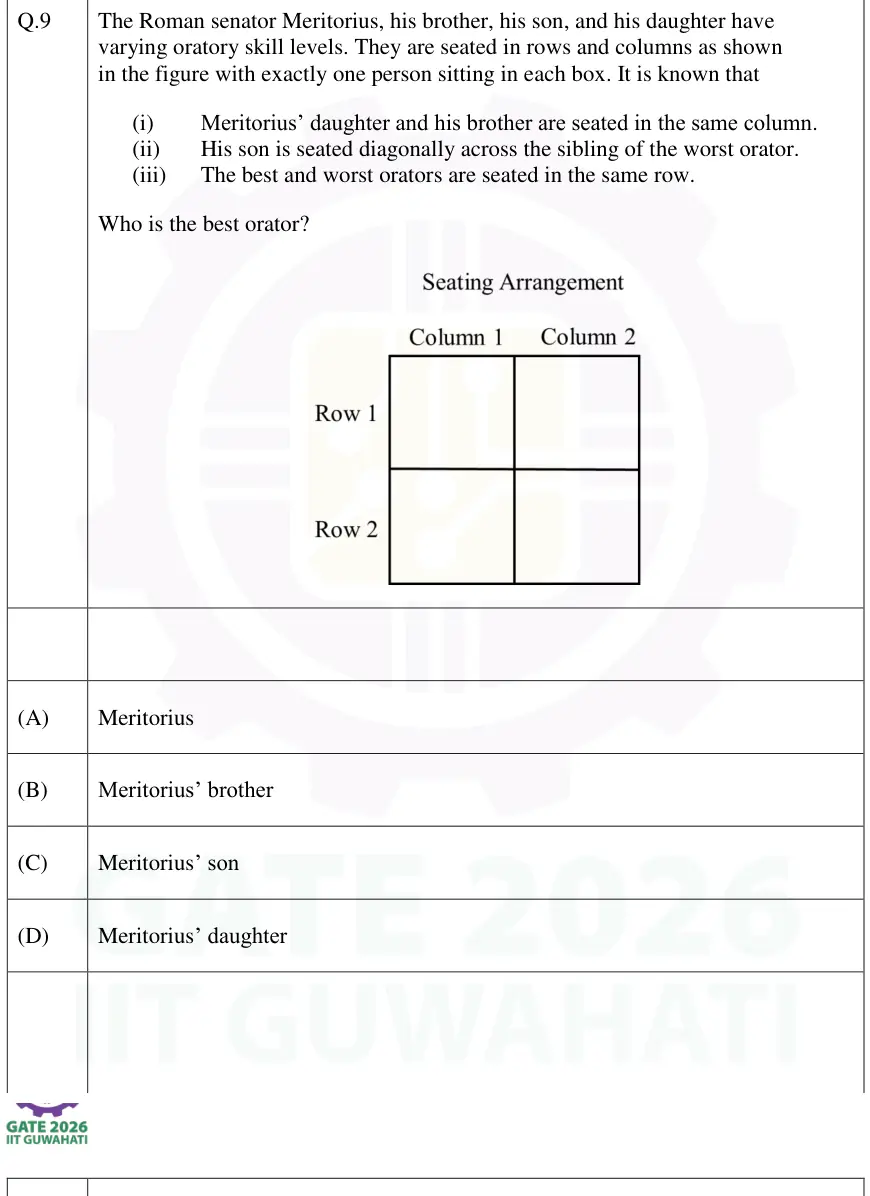 Q.9 The Roman senator Meritorius, his brother, his son, and his daughter have
varying oratory skill levels. They are seated in rows and columns as shown
in the figure with exactly one person sitting in each box. It is known that
(i) Meritorius’ daughter and his brother are seated in the same column.
(ii) His son is seated diagonally across the sibling of the worst orator.
(iii) The best and worst orators are seated in the same row.
Who is the best orator?
Seating Arrangement
Column 1 Column 2
Row 1
Row 2
(A) Meritorius
(B) Meritorius’ brother
(C) Meritorius’ son
(D) Meritorius’ daughter
GATE 2026
IIT GUWAHATI
GATE 2026
IIT GUWAHATI